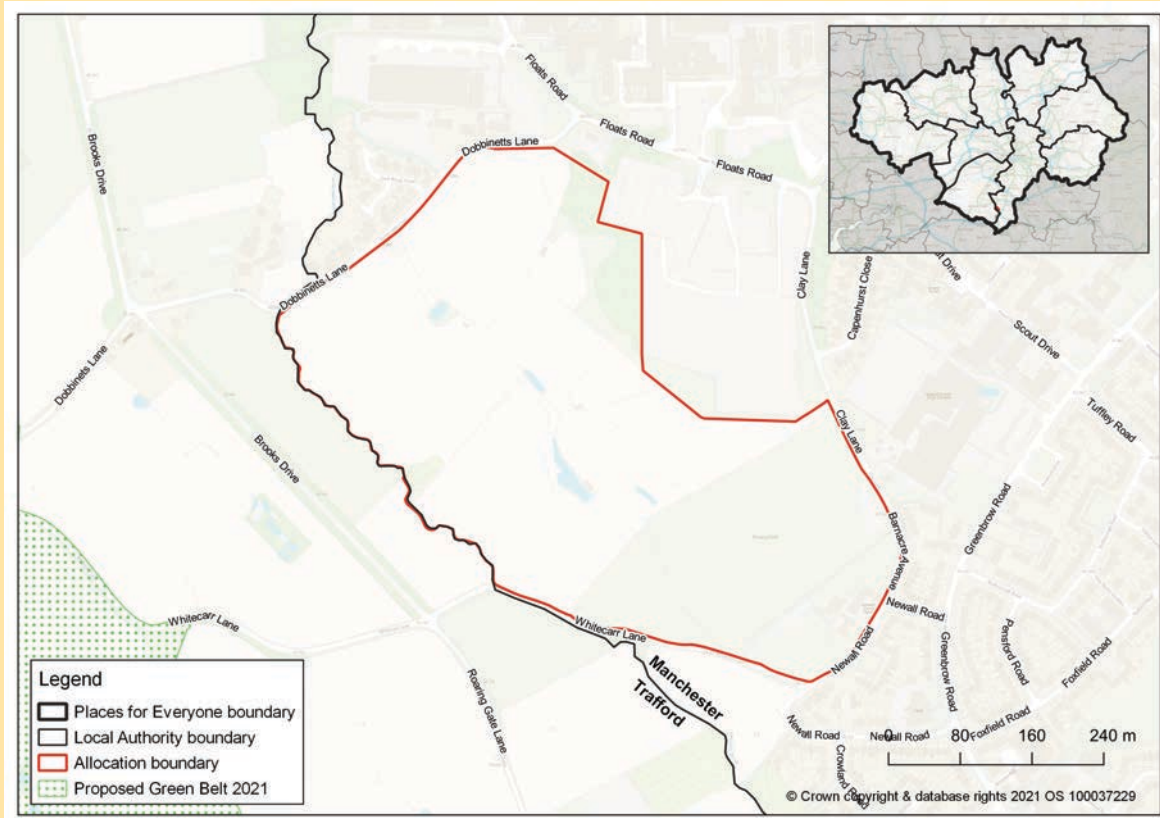 Floats Road
Dobbinetts Lane
Floats Road
Floats Road
Brooks Drive
Clay Lane
Capenhurst Close
Scout Drive
Dobbinetts Lane
Dobbinets Lane
Tuffley Road
Brooks Drive
Clay Lane
Greenbrow Road
Barnacre Avenue
Whitecarr Lane
Whitecarr Lane
Newall Road
Newall Road
Greenbrow Road
Pensford Road
Foxfield Road
Roaring Gate Lane
Manchester
Trafford
Newall Road
Newall Road
Foxfield Road
Crowland Road
Legend
Places for Everyone boundary
Local Authority boundary
Allocation boundary
Proposed Green Belt 2021
0 80 160 240 m
© Crown copyright & database rights 2021 OS 100037229